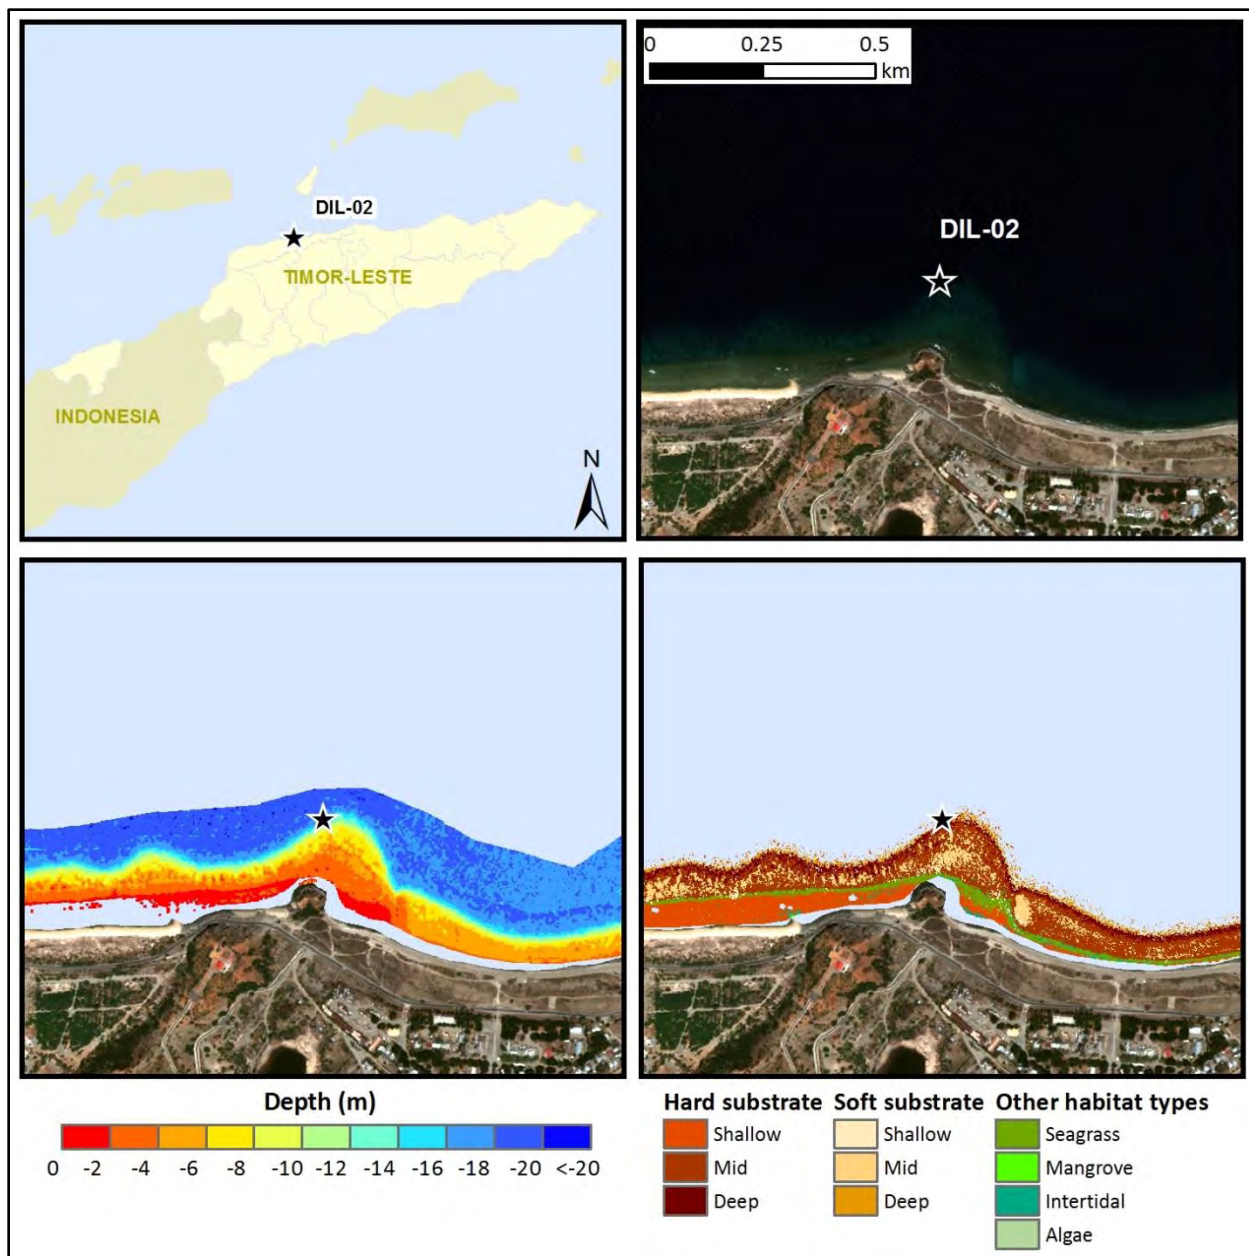 DIL-02
TIMOR-LESTE
INDONESIA
N
0 0.25 0.5
km
DIL-02
Depth (m)
0 -2 -4 -6 -8 -10 -12 -14 -16 -18 -20 <-20
Hard substrate
Shallow
Mid
Deep
Soft substrate
Shallow
Mid
Deep
Other habitat types
Seagrass
Mangrove
Intertidal
Algae